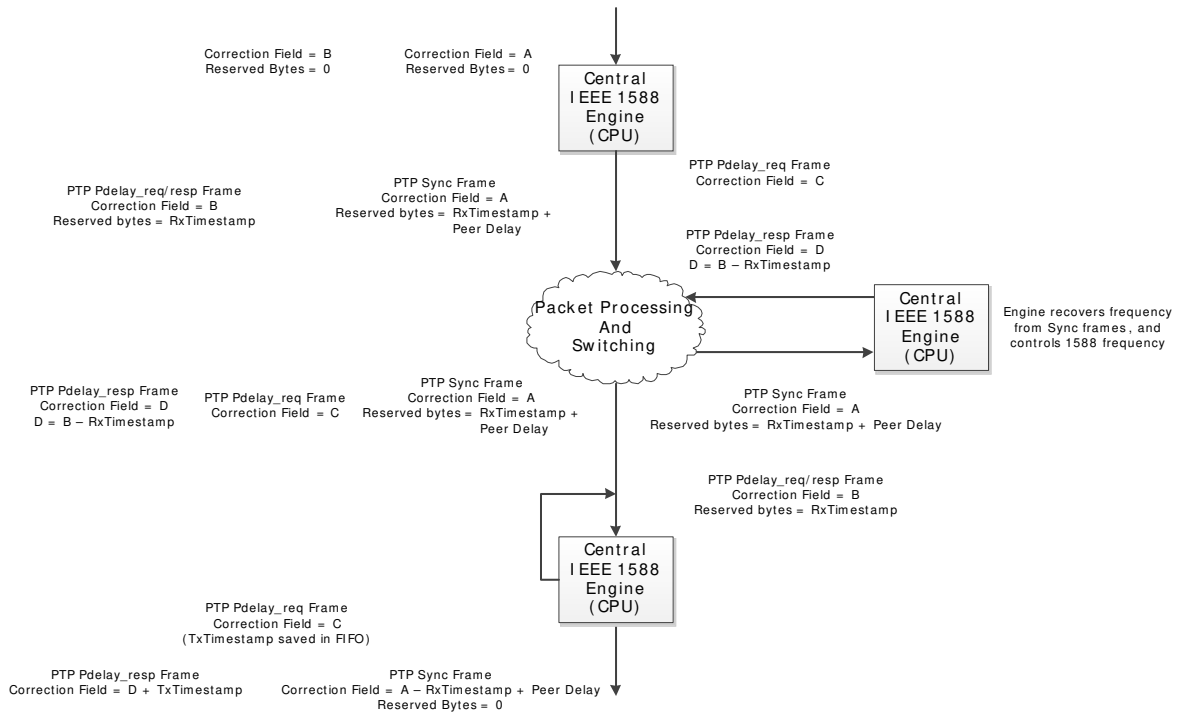 Correction Field = B
Reserved Bytes = 0
Correction Field = A
Reserved Bytes = 0
Central
IEEE 1588
Engine
(CPU)
PTP Pdelay_req/resp Frame
Correction Field = B
Reserved bytes = RxTimestamp
PTP Sync Frame
Correction Field = A
Reserved bytes = RxTimestamp +
Peer Delay
PTP Pdelay_req Frame
Correction Field = C
PTP Pdelay_resp Frame
Correction Field = D
D = B – RxTimestamp
Packet Processing
And
Switching
Central
IEEE 1588
Engine
(CPU)
Engine recovers frequency
from Sync frames, and
controls 1588 frequency
PTP Pdelay_resp Frame
Correction Field = D
D = B – RxTimestamp
PTP Pdelay_req Frame
Correction Field = C
PTP Sync Frame
Correction Field = A
Reserved bytes = RxTimestamp +
Peer Delay
PTP Sync Frame
Correction Field = A
Reserved bytes = RxTimestamp + Peer Delay
PTP Pdelay_req/resp Frame
Correction Field = B
Reserved bytes = RxTimestamp
Central
IEEE 1588
Engine
(CPU)
PTP Pdelay_req Frame
Correction Field = C
(TxTimestamp saved in FIFO)
PTP Pdelay_resp Frame
Correction Field = D + TxTimestamp
PTP Sync Frame
Correction Field = A – RxTimestamp + Peer Delay
Reserved Bytes = 0